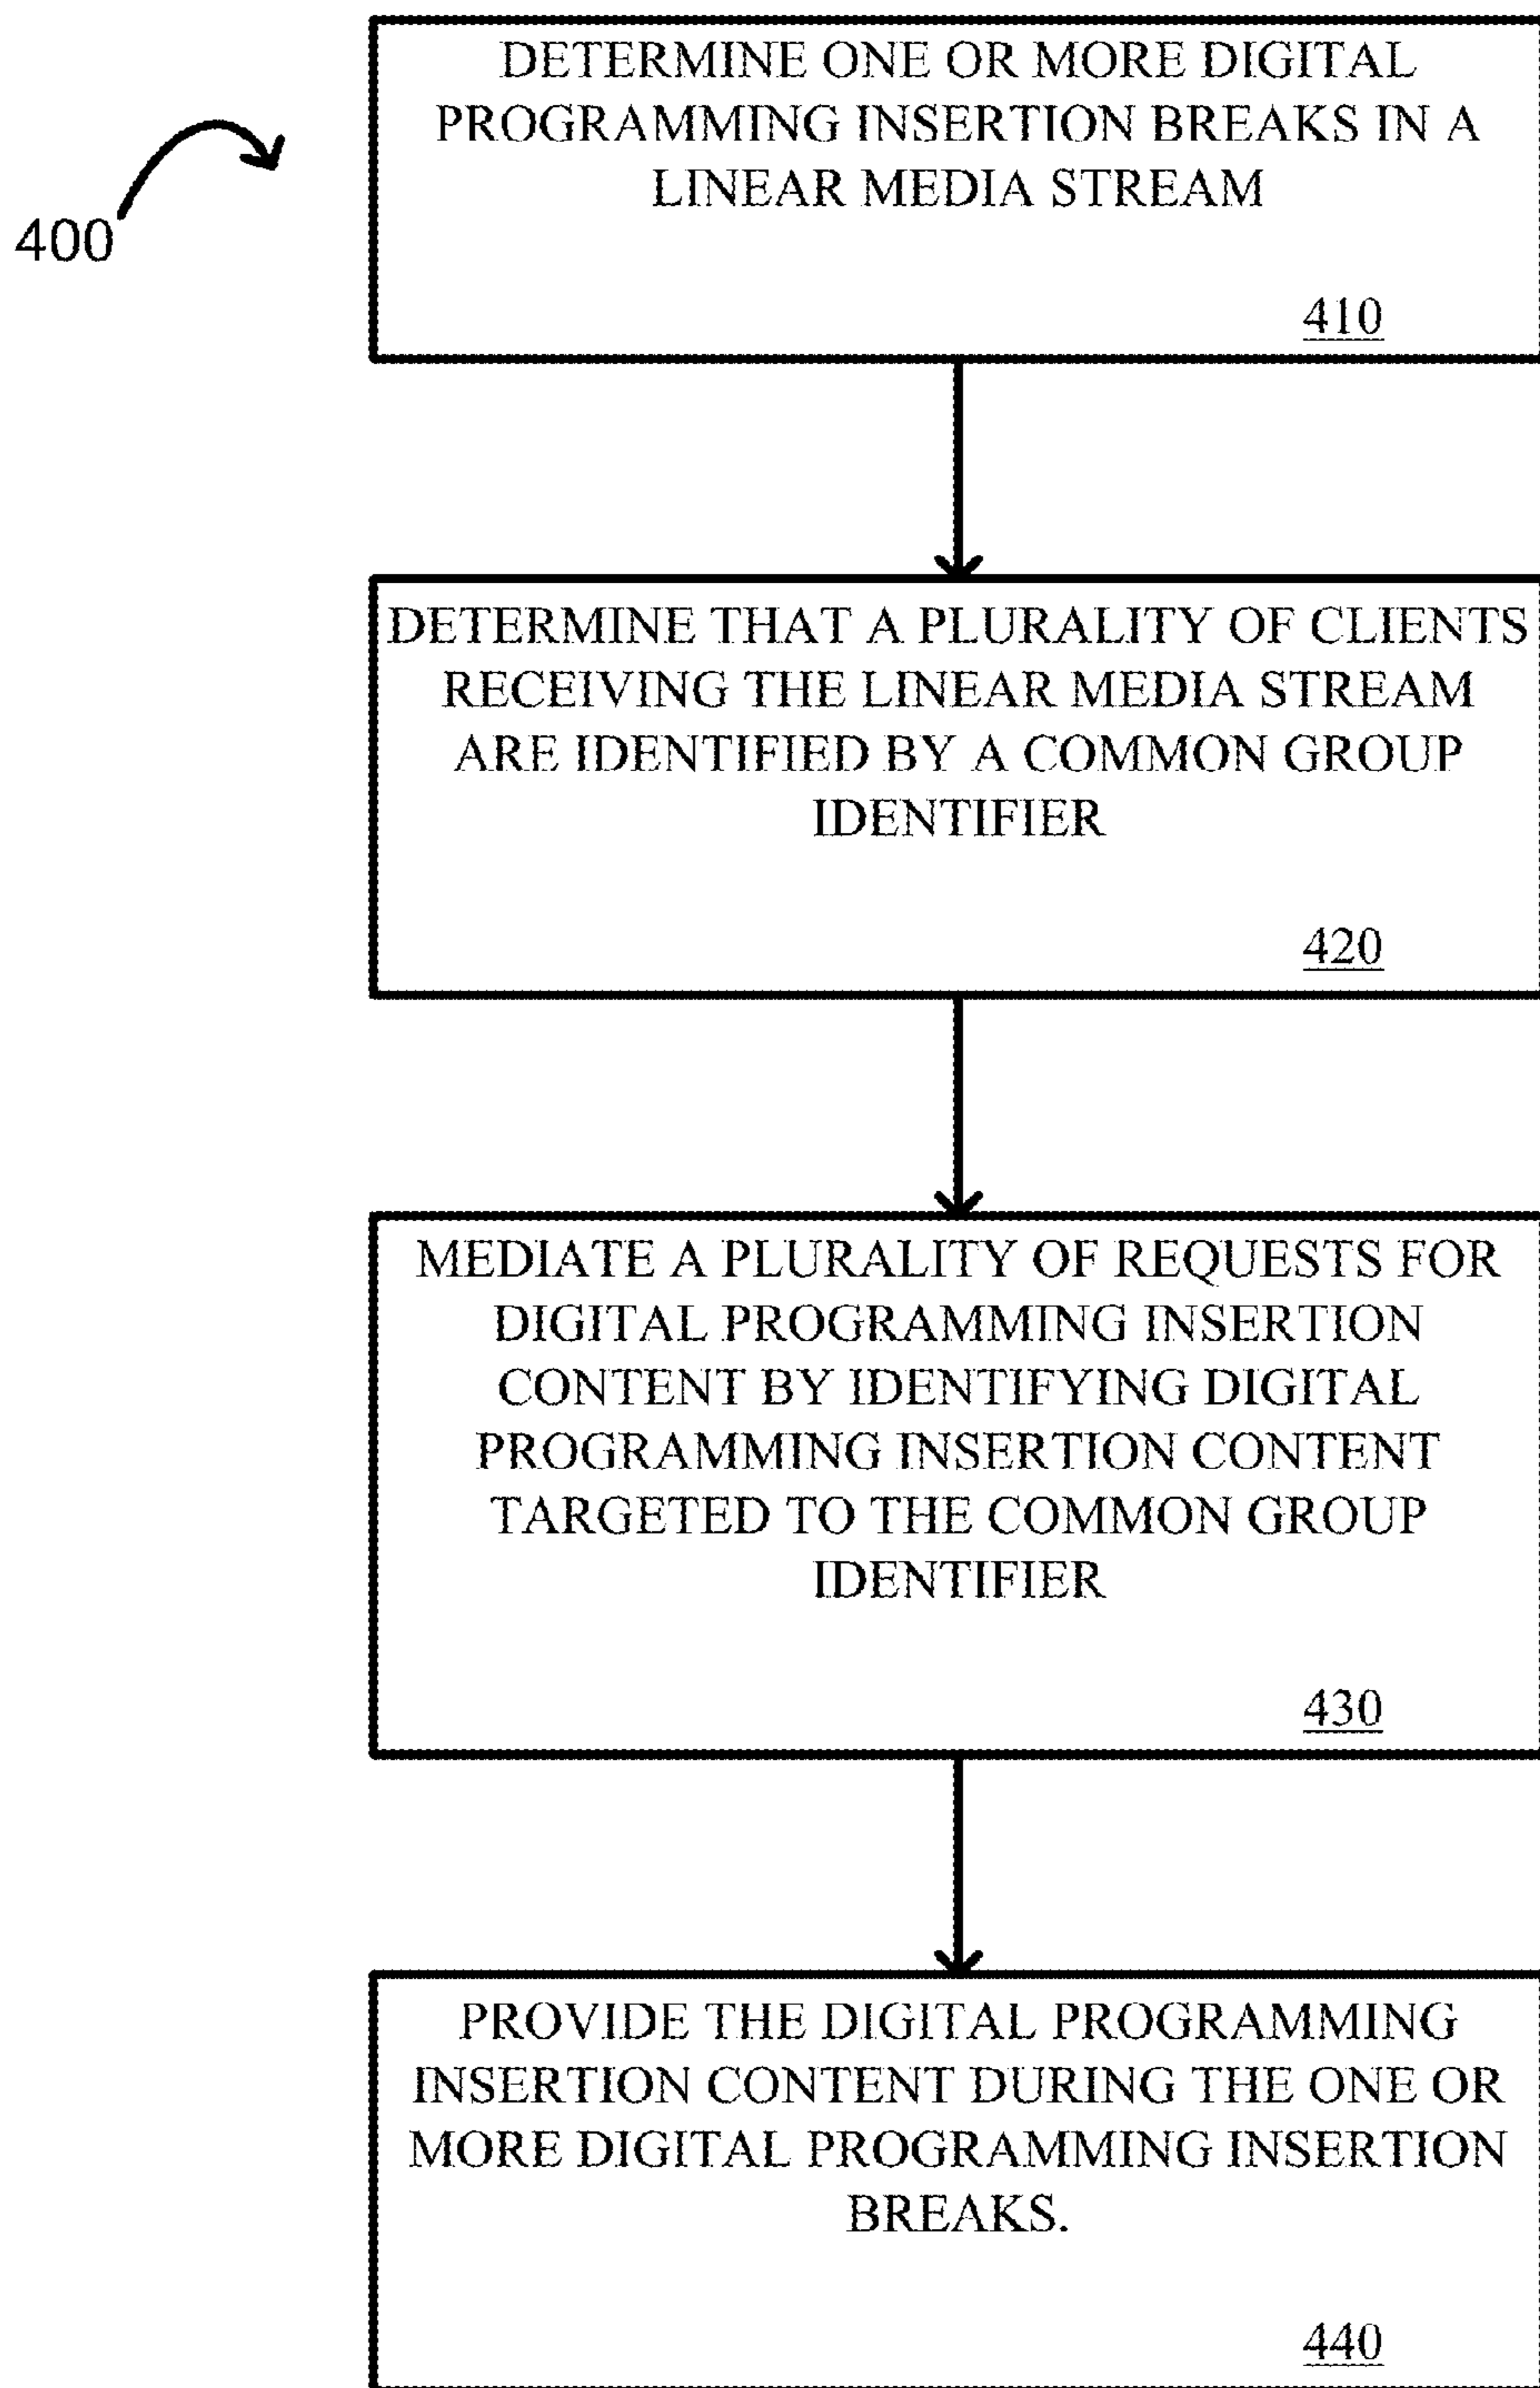 DETERMINE ONE OR MORE DIGITAL
PROGRAMMING INSERTION BREAKS IN A
LINEAR MEDIA STREAM
400
410
DETERMINE THAT A PLURALITY OF CLIENTS
RECEIVING THE LINEAR MEDIA STREAM
ARE IDENTIFIED BY A COMMON GROUP
IDENTIFIER
420
MEDIATE A PLURALITY OF REQUESTS FOR
DIGITAL PROGRAMMING INSERTION
CONTENT BY IDENTIFYING DIGITAL
PROGRAMMING INSERTION CONTENT
TARGETED TO THE COMMON GROUP
IDENTIFIER
430
PROVIDE THE DIGITAL PROGRAMMING
INSERTION CONTENT DURING THE ONE OR
MORE DIGITAL PROGRAMMING INSERTION
BREAKS.
440